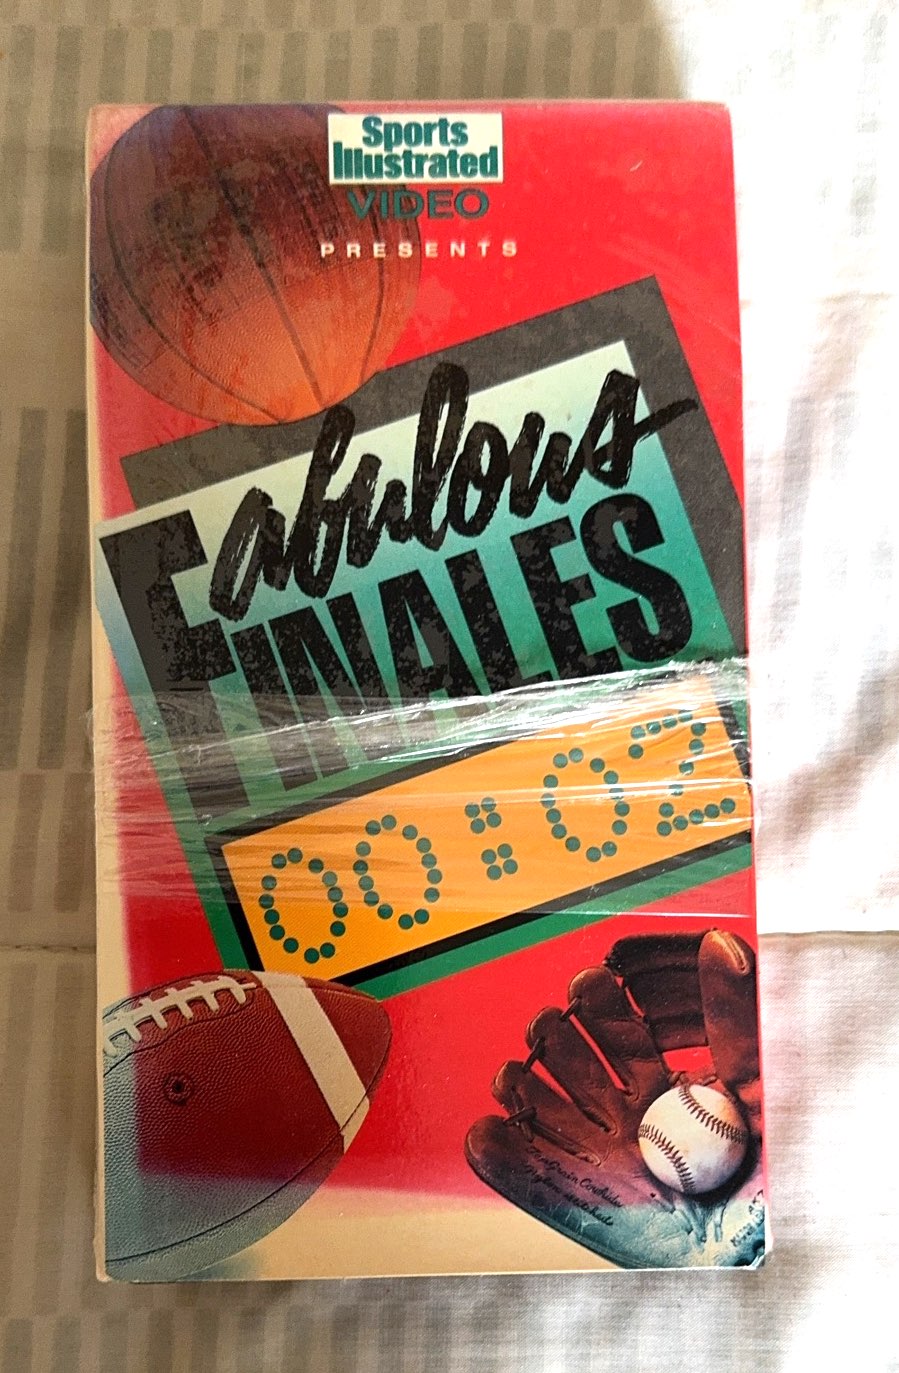 Sports
Illustrated
VIDEO
PRESENTS
Fabulous
FINALES
00:02